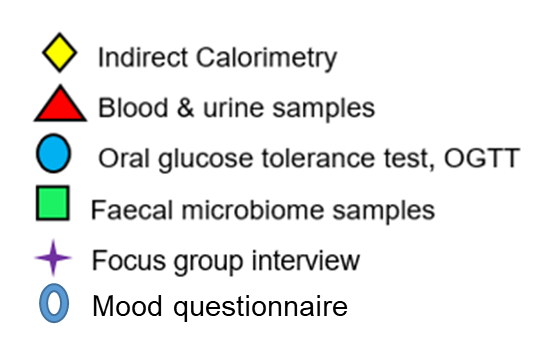 Indirect Calorimetry
Blood & urine samples
Oral glucose tolerance test, OGTT
Faecal microbiome samples
Focus group interview
Mood questionnaire